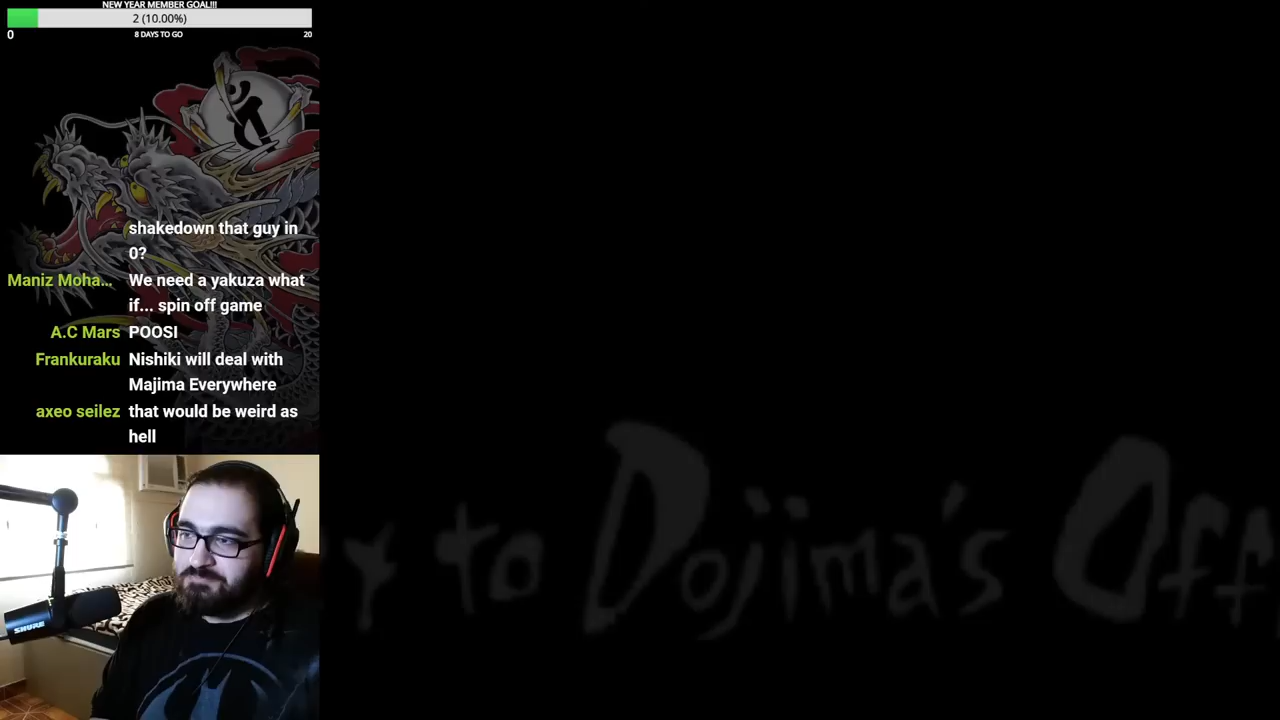 NEW YEAR MEMBER GOAL!!!
2 (10.00%)
0 8 DAYS TO GO 20
shakedown that guy in
0?
Maniz Moha... We need a yakuza what
if... spin off game
A.C Mars POOSI
Frankuraku Nishiki will deal with
Majima Everywhere
axeo seilez that would be weird as
hell
y to Dojima's Off
SHURE